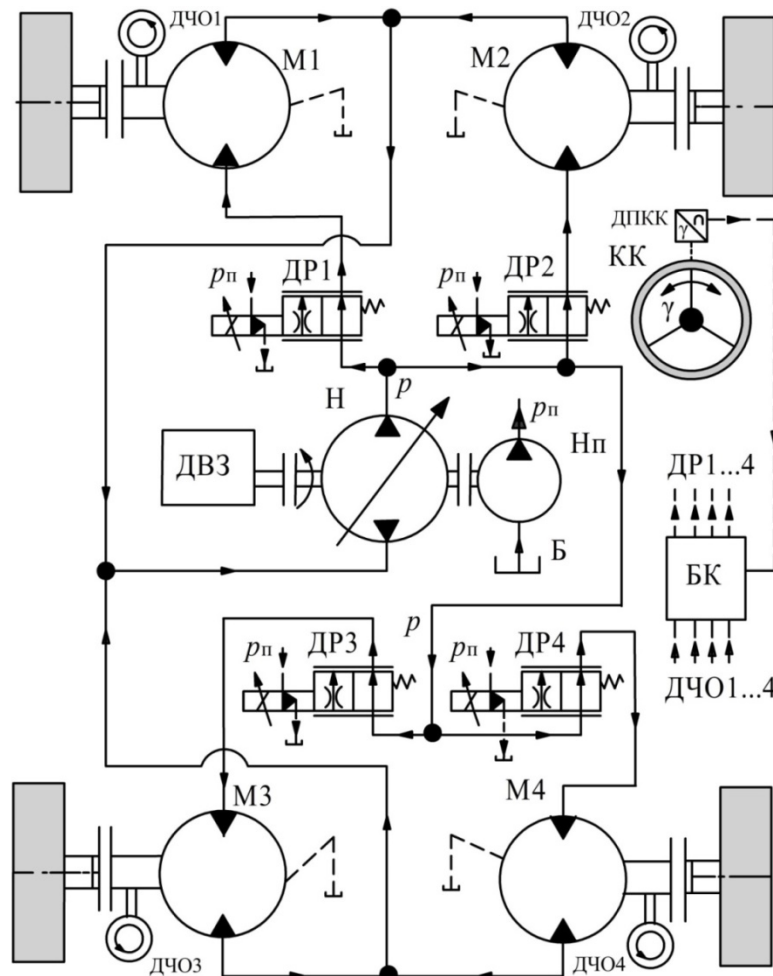 ДЧО1
ДЧО2
М1
М2
ДПКК
γ
КК
pп
ДР1
pп
ДР2
γ
Н
p
pп
Нп
ДВЗ
ДР1...4
Б
БК
p
pп
ДР3
pп
ДР4
ДЧО1...4
М3
М4
ДЧО3
ДЧО4